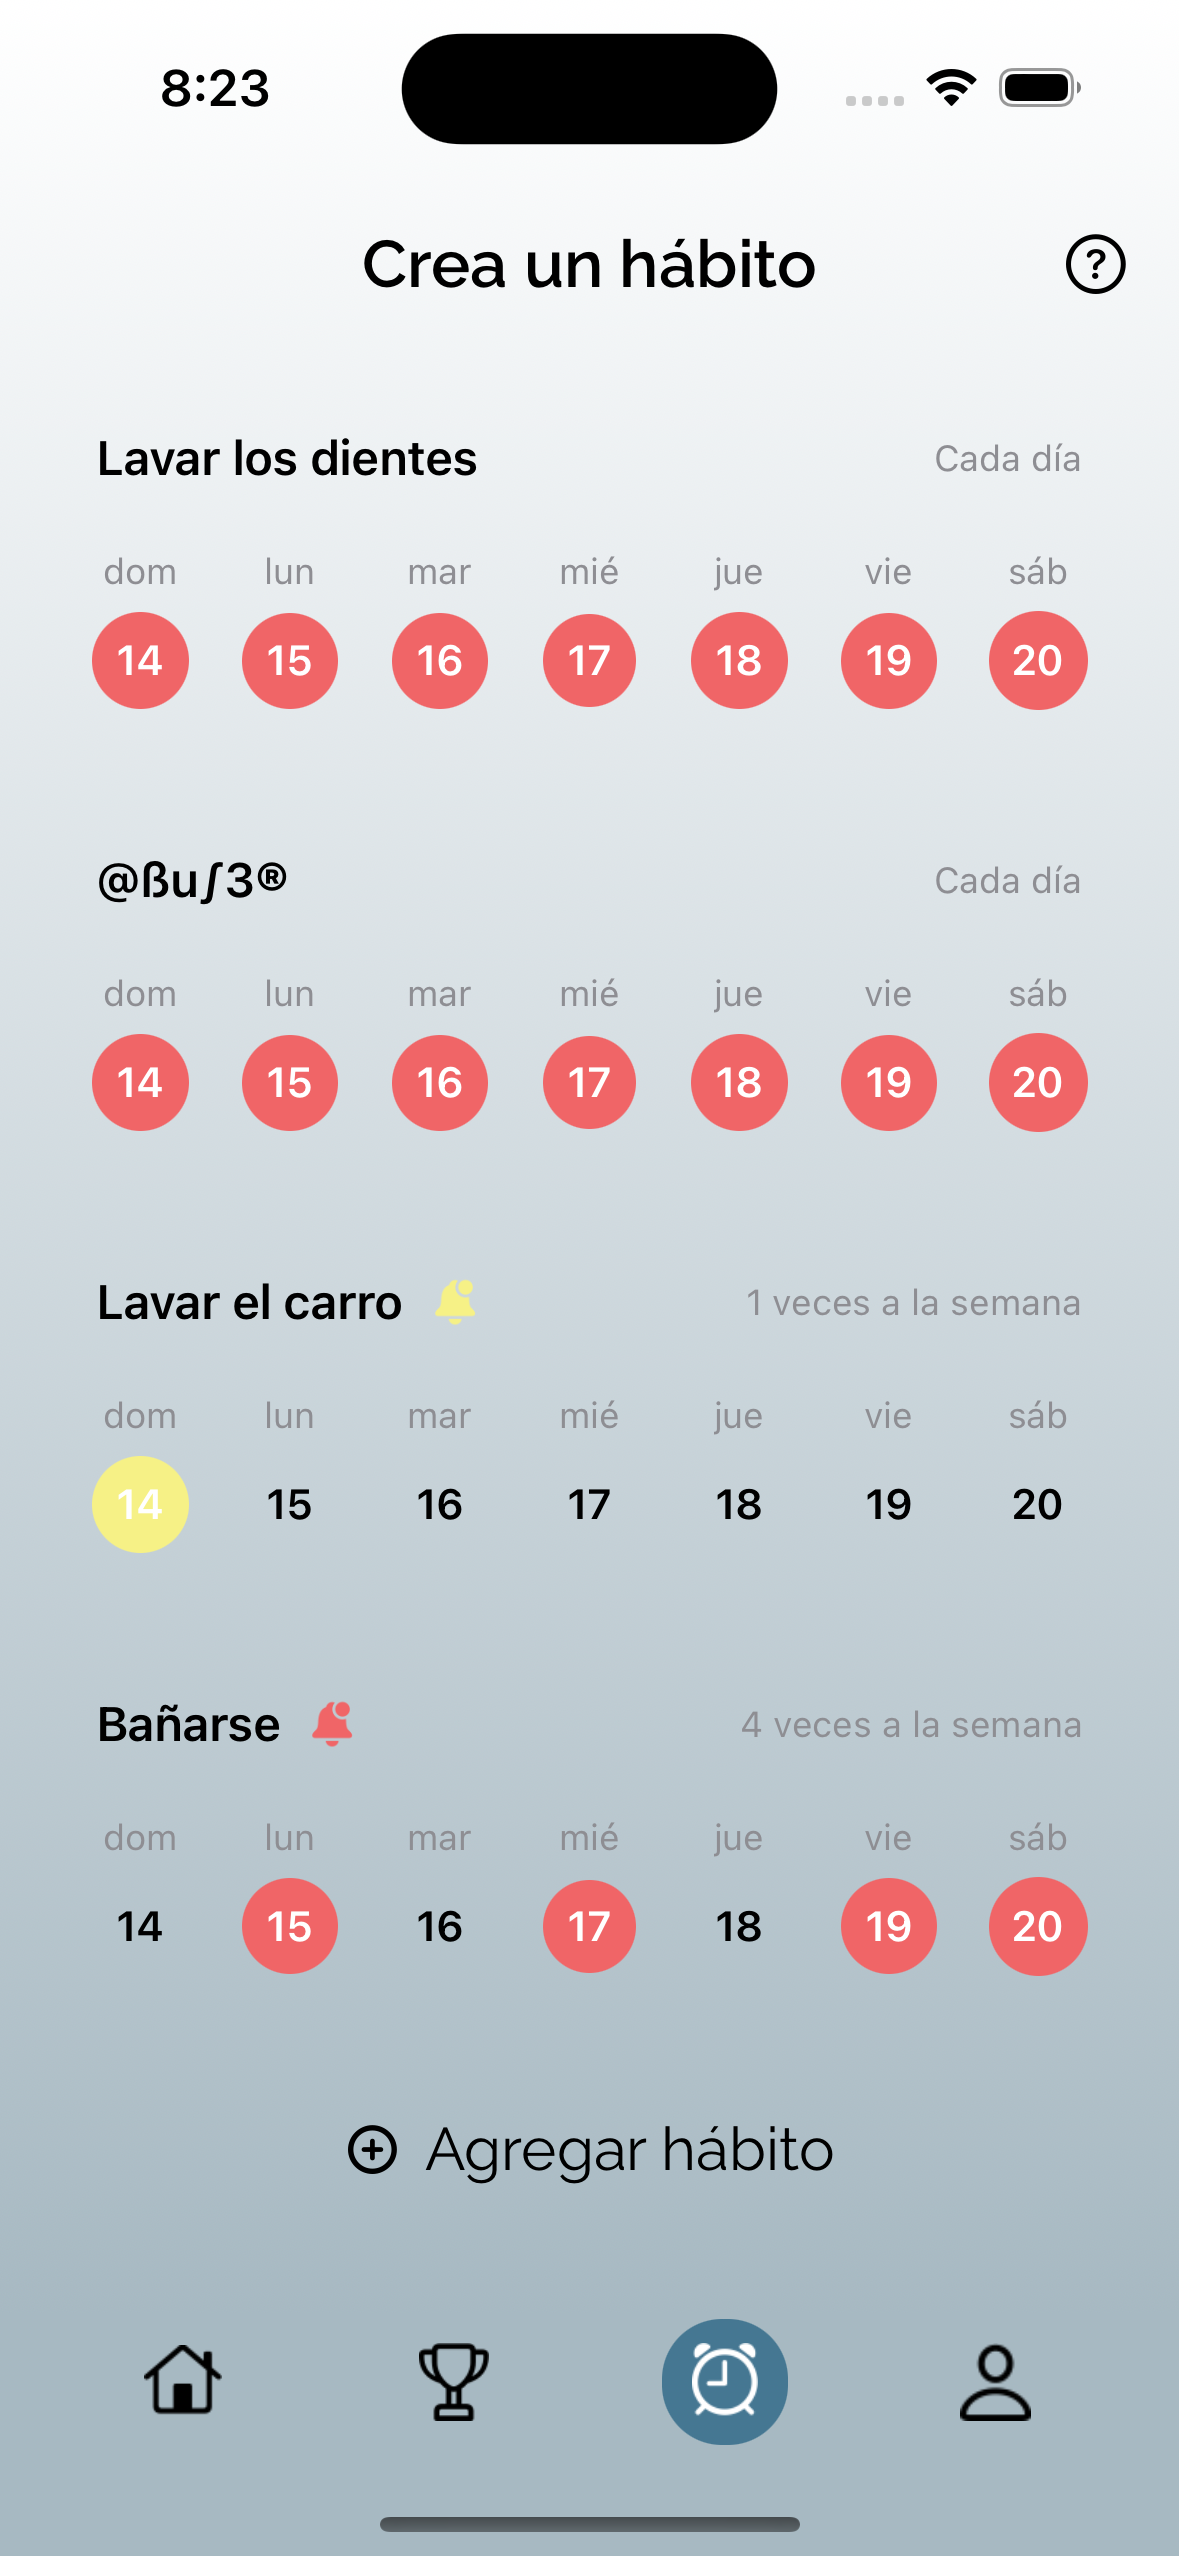 8:23
Crea un hábito
Lavar los dientes Cada día
dom lun mar mié jue vie sáb
14 15 16 17 18 19 20
@ßu∫3® Cada día
dom lun mar mié jue vie sáb
14 15 16 17 18 19 20
Lavar el carro 1 veces a la semana
dom lun mar mié jue vie sáb
14 15 16 17 18 19 20
Bañarse 4 veces a la semana
dom lun mar mié jue vie sáb
14 15 16 17 18 19 20
Agregar hábito